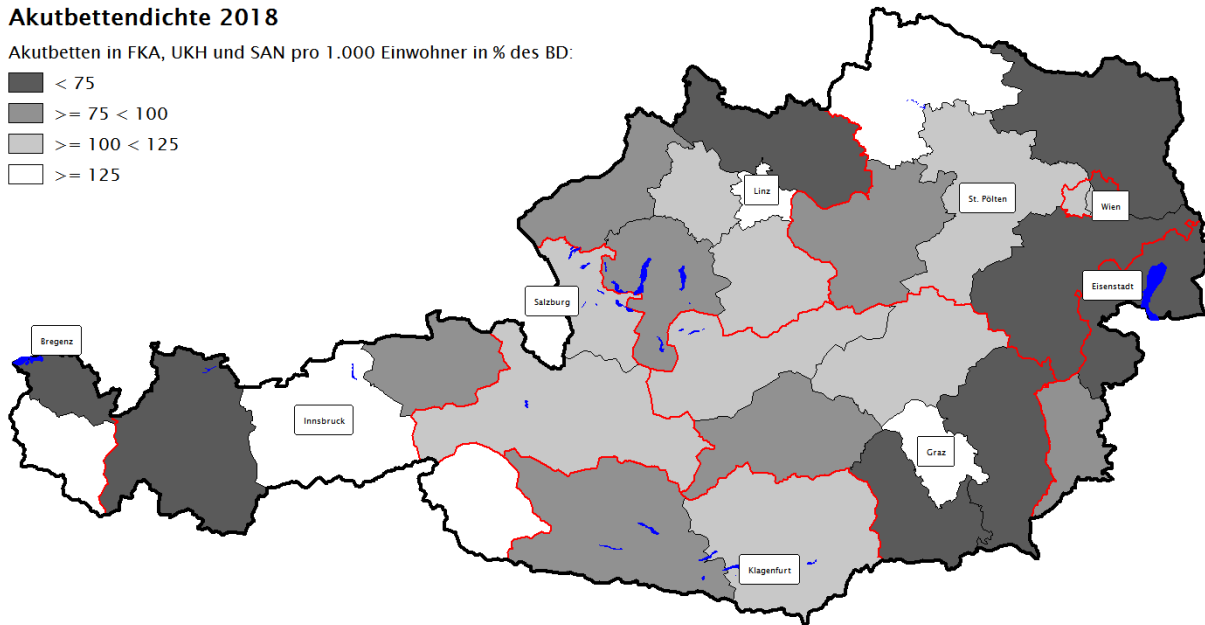 Akutbettendichte 2018
Akutbetten in FKA, UKH und SAN pro 1.000 Einwohner in % des BD:
< 75
>= 75 < 100
>= 100 < 125
>= 125
Linz
St. Pölten
Wien
Eisenstadt
Salzburg
Bregenz
Innsbruck
Graz
Klagenfurt